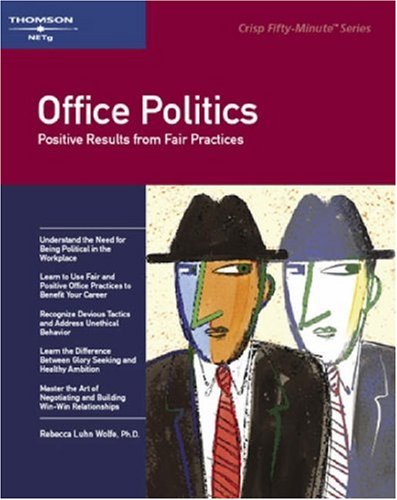 THOMSON
NETg
Crisp Fifty-Minute™ Series
Office Politics
Positive Results from Fair Practices
Understand the Need for
Being Political in the
Workplace
Learn to Use Fair and
Positive Office Practices to
Benefit Your Career
Recognize Devious Tactics
and Address Unethical
Behavior
Learn the Difference
Between Glory Seeking and
Healthy Ambition
Master the Art of
Negotiating and Building
Win-Win Relationships
Rebecca Luhn Wolfe, Ph.D.